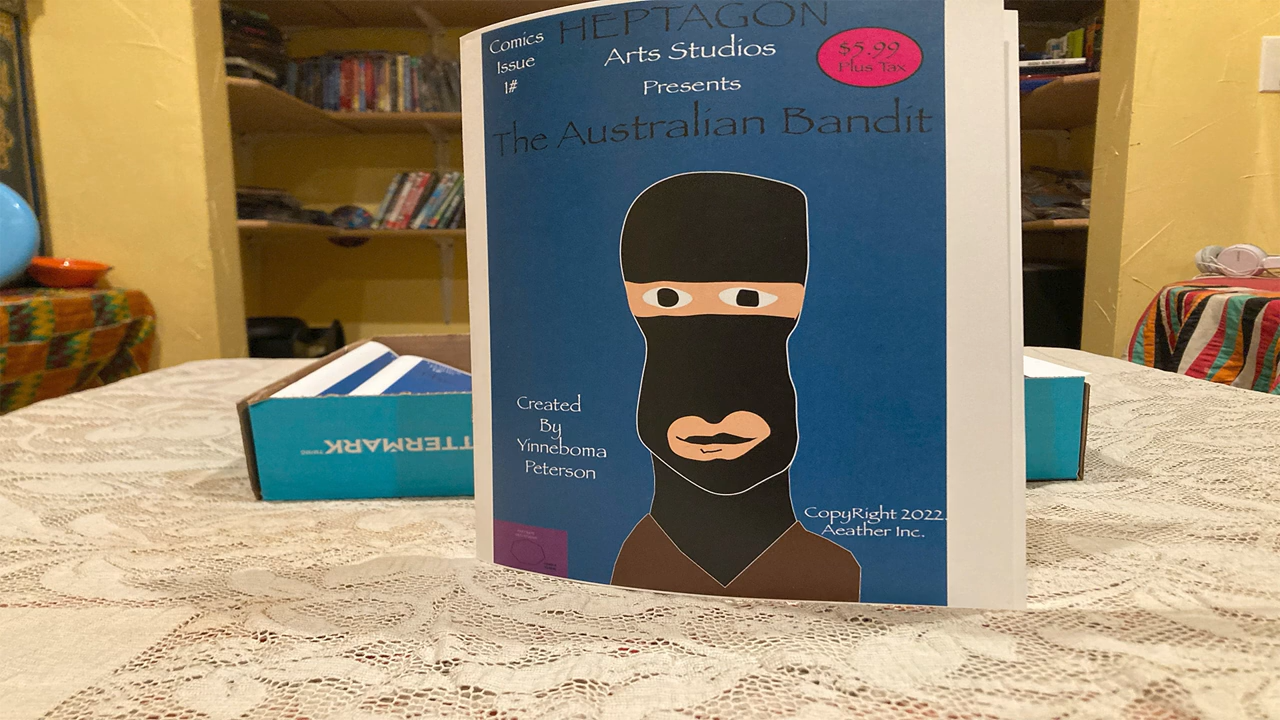 Comics
Issue
1#
HEPTAGON
Arts Studios
Presents
$5.99
Plus Tax
The Australian Bandit
Created
By
Yinneboma
Peterson
CopyRight 2022.
Aeather Inc.
TTERMARK